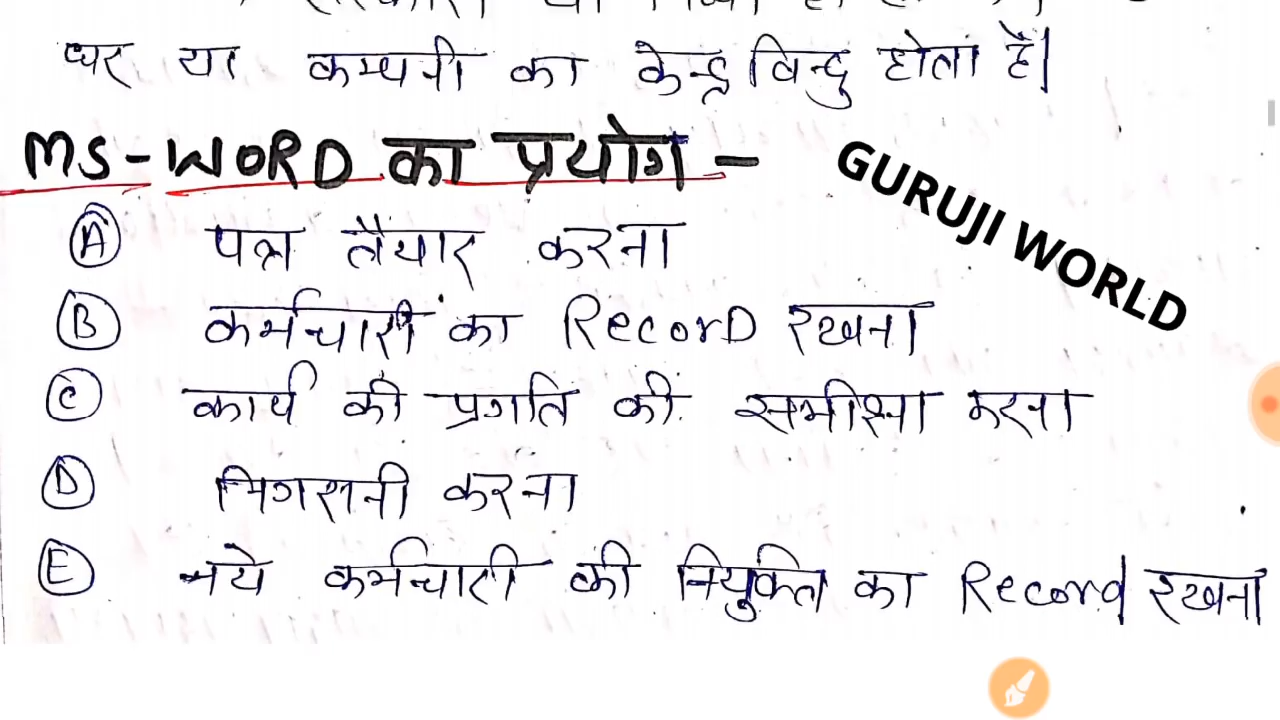 घर या कम्पनी का केन्द्र विन्दु होता है।
MS-WORD का प्रयोग -
GURUJI WORLD
(A) पत्र तैयार करना
(B) कर्मचारी का RecorD रखना
(C) कार्य की प्रगति की समीक्षा करना
(D) निगरानी करना
(E) नये कर्मचारी की नियुक्ति का Record रखना